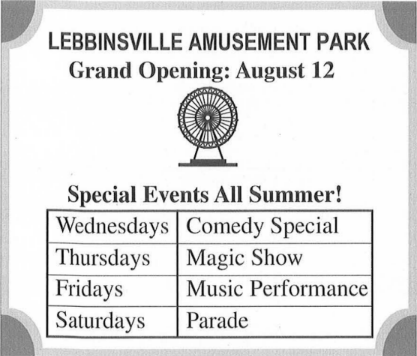 LEBBINSVILLE AMUSEMENT PARK
Grand Opening: August 12
Special Events All Summer!
Wednesdays Comedy Special
Thursdays Magic Show
Fridays Music Performance
Saturdays Parade